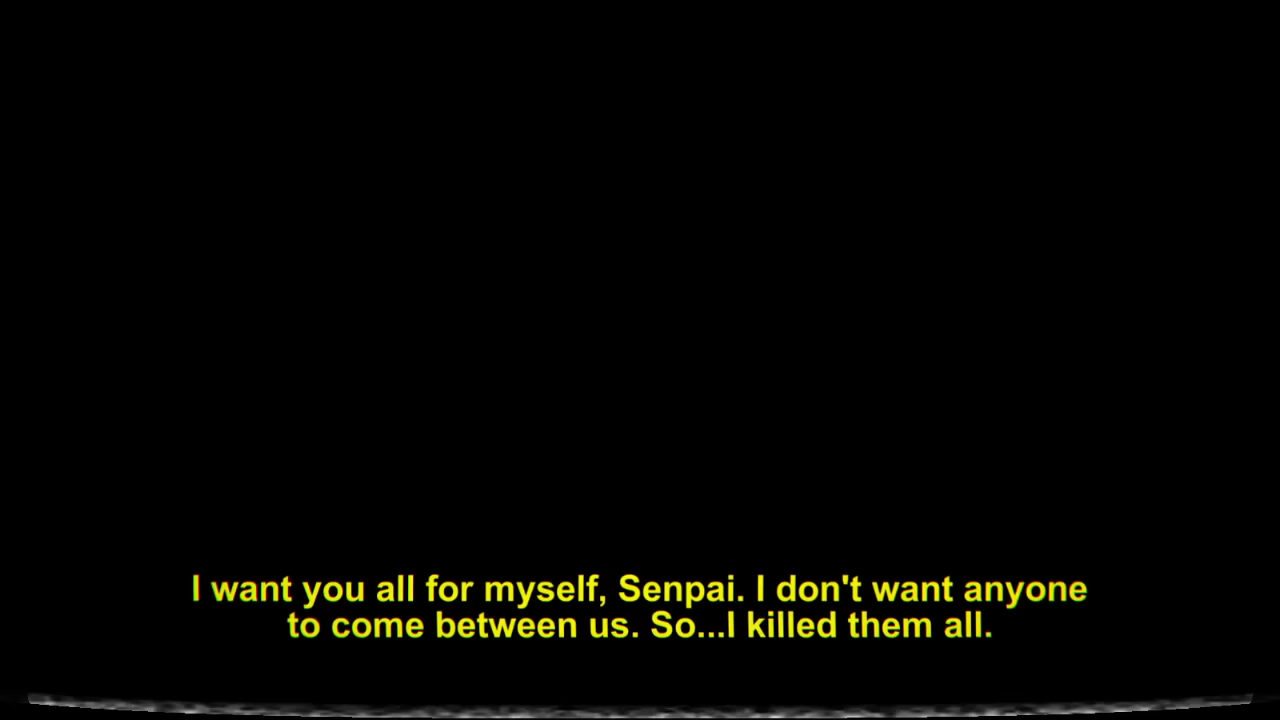 I want you all for myself, Senpai. I don't want anyone
to come between us. So...I killed them all.